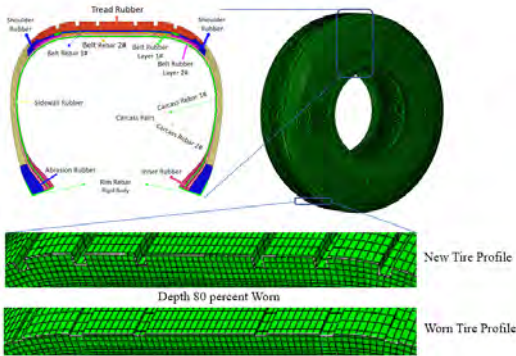 Tread Rubber
Shoulder
Rubber
Shoulder
Rubber
Belt Rebar 1#
Belt Rebar 2#
Belt Rubber
Layer 1#
Belt Rubber
Layer 2#
Sidewall Rubber
Carcass Rebar 1#
Carcass Parts
Carcass Rebar 2#
Abrasion Rubber
Inner Rubber
Rim Rebar
Rigid Body
New Tire Profile
Depth 80 percent Worn
Worn Tire Profile